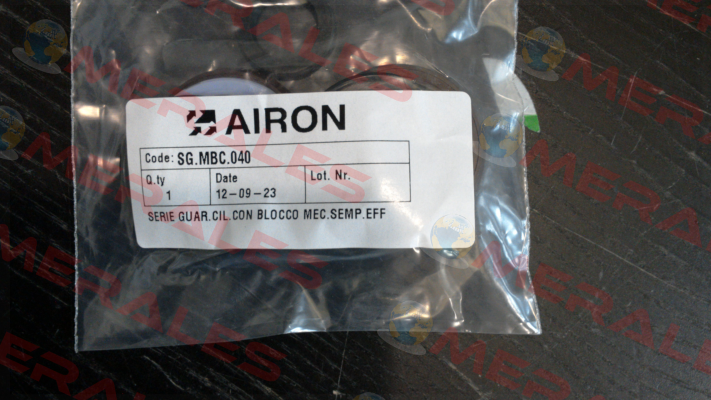 AIRON
Code: SG.MBC.040
Q.ty Date Lot. Nr.
1 12-09-23
SERIE GUAR.CIL.CON BLOCCO MEC.SEMP.EFF
MERALES